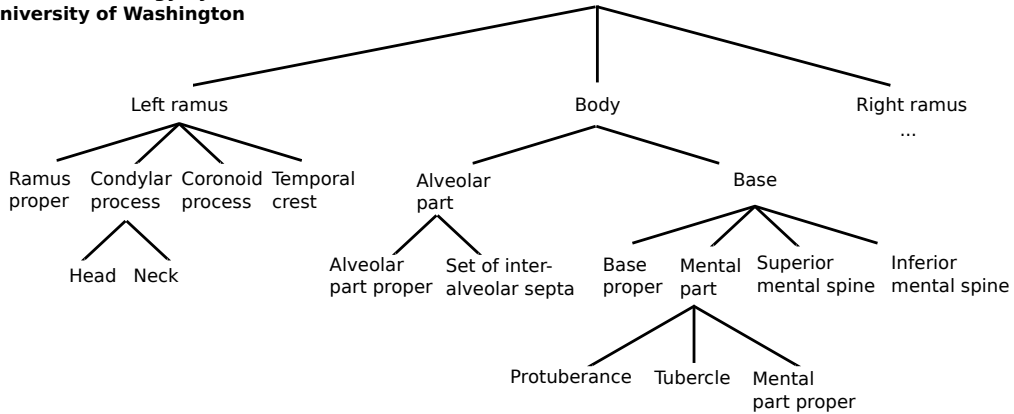 University of Washington
Left ramus
Body
Right ramus
...
Ramus
proper
Condylar
process
Coronoid
process
Temporal
crest
Alveolar
part
Base
Head
Neck
Alveolar
part proper
Set of inter-
alveolar septa
Base
proper
Mental
part
Superior
mental spine
Inferior
mental spine
Protuberance
Tubercle
Mental
part proper